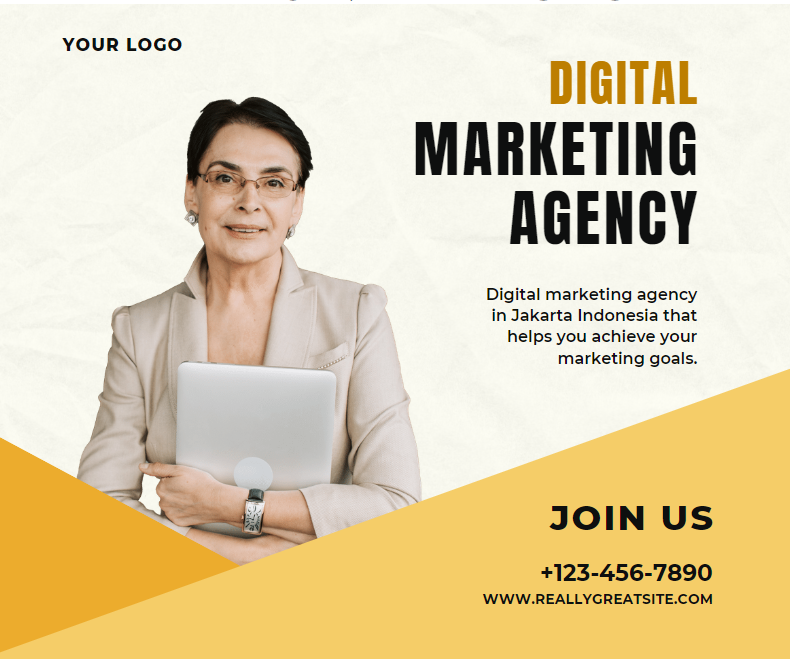 YOUR LOGO
DIGITAL
MARKETING
AGENCY
Digital marketing agency
in Jakarta Indonesia that
helps you achieve your
marketing goals.
JOIN US
+123-456-7890
WWW.REALLYGREATSITE.COM